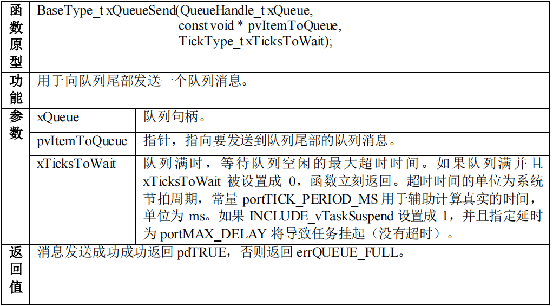 函数原型
BaseType_t xQueueSend(QueueHandle_t xQueue,
const void * pvItemToQueue,
TickType_t xTicksToWait);
功能
用于向队列尾部发送一个队列消息。
参数
xQueue
队列句柄。
pvItemToQueue
指针，指向要发送到队列尾部的队列消息。
xTicksToWait
队列满时，等待队列空闲的最大超时时间。如果队列满并且
xTicksToWait 被设置成 0，函数立刻返回。超时时间的单位为系统
节拍周期，常量 portTICK_PERIOD_MS 用于辅助计算真实的时间，
单位为 ms。如果 INCLUDE_vTaskSuspend 设置成 1，并且指定延时
为 portMAX_DELAY 将导致任务挂起（没有超时）。
返回值
消息发送成功成功返回 pdTRUE，否则返回 errQUEUE_FULL。